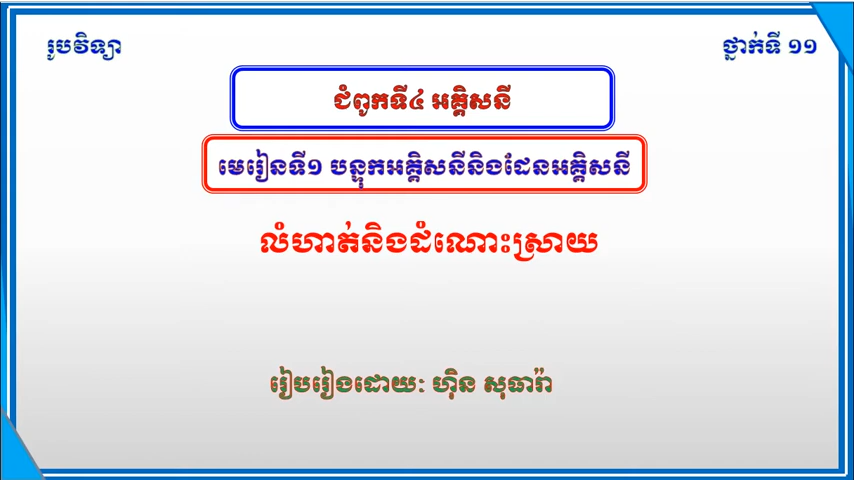 រូបវិទ្យា
ថ្នាក់ទី ១១
ជំពូកទី៤ អគ្គិសនី
មេរៀនទី១ បន្ទុកអគ្គិសនីនិងដែនអគ្គិសនី
លំហាត់និងដំណោះស្រាយ
រៀបរៀងដោយ: ហ៊ិន សុធារ៉ា